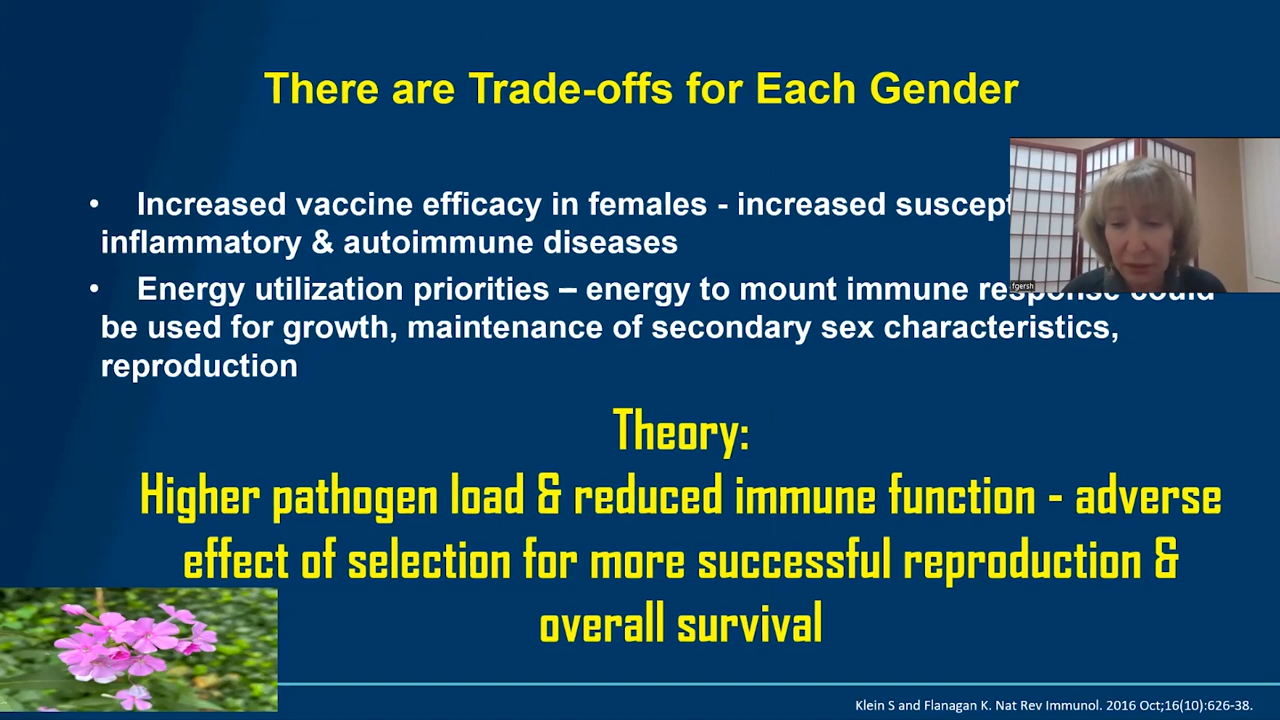 There are Trade-offs for Each Gender
• Increased vaccine efficacy in females - increased
inflammatory & autoimmune diseases
fgersh
• Energy utilization priorities – energy to mount immune response could
be used for growth, maintenance of secondary sex characteristics,
reproduction
Theory:
Higher pathogen load & reduced immune function - adverse
effect of selection for more successful reproduction &
overall survival
Klein S and Flanagan K. Nat Rev Immunol. 2016 Oct;16(10):626-38.